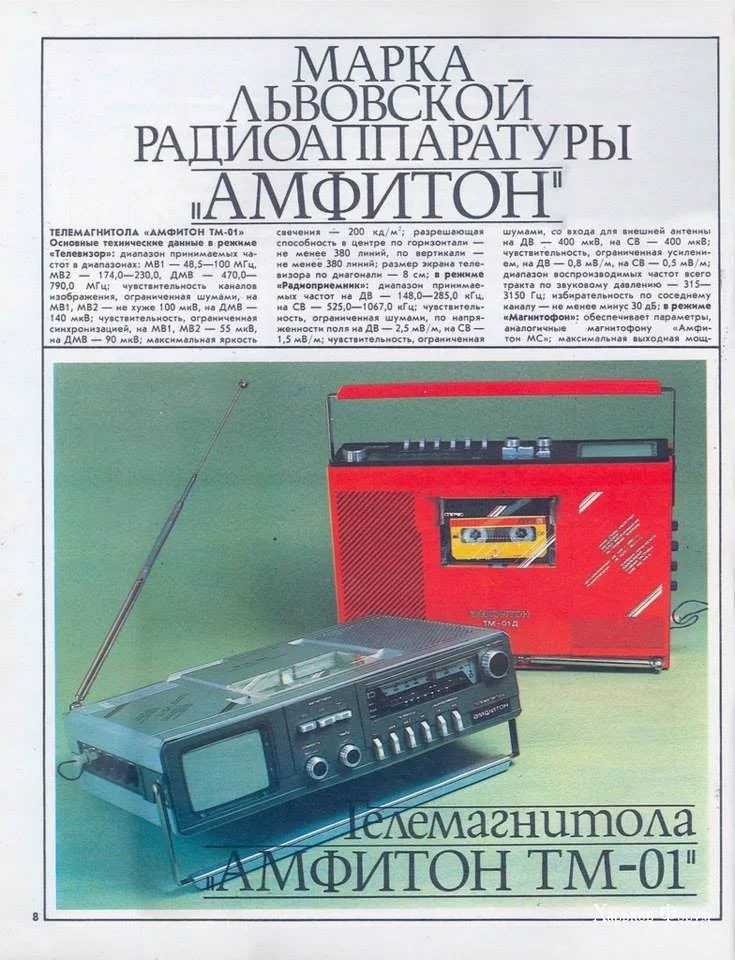 МАРКА
ЛЬВОВСКОЙ
РАДИОАППАРАТУРЫ
"АМФИТОН"
ТЕЛЕМАГНИТОЛА «АМФИТОН ТМ-01»
Основные технические данные в режиме
«Телевизор»: диапазон принимаемых ча-
стот в диапазонах: МВ1 — 48,5—100 МГц,
МВ2 — 174,0—230,0, ДМВ — 470,0—
790,0 МГц; чувствительность каналов
изображения, ограниченная шумами, на
МВ1, МВ2 — не хуже 100 мкВ, на ДМВ —
140 мкВ; чувствительность, ограниченная
синхронизацией, на МВ1, МВ2 — 55 мкВ,
на ДМВ — 90 мкВ; максимальная яркость
свечения — 200 кд/м²; разрешающая
способность в центре по горизонтали —
не менее 380 линий, по вертикали —
не менее 380 линий; размер экрана теле-
визора по диагонали — 8 см; в режиме
«Радиоприемник»: диапазон принимае-
мых частот на ДВ — 148,0—285,0 кГц,
на СВ — 525,0—1067,0 кГц; чувствитель-
ность, ограниченная шумами, по напря-
женности поля на ДВ — 2,5 мВ/м, на СВ —
1,5 мВ/м; чувствительность, ограниченная
шумами, со входа для внешней антенны
на ДВ — 400 мкВ, на СВ — 400 мкВ;
чувствительность, ограниченная усилени-
ем, на ДВ — 0,8 мВ/м, на СВ — 0,5 мВ/м;
диапазон воспроизводимых частот всего
тракта по звуковому давлению — 315—
3150 Гц; избирательность по соседнему
каналу — не менее минус 30 дБ; в режиме
«Магнитофон»: обеспечивает параметры,
аналогичные магнитофону «Амфи-
тон МС»; максимальная выходная мощ-
АМФИТОН
ТМ-01Д
АМФИТОН
Телемагнитола
"АМФИТОН ТМ-01"
8
Харьков Форум